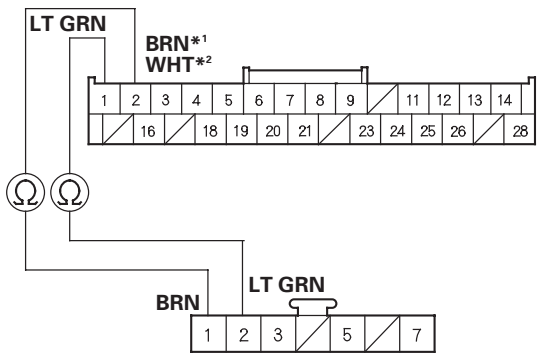 LT GRN
BRN*1
WHT*2
1 2 3 4 5 6 7 8 9 11 12 13 14
16 18 19 20 21 23 24 25 26 28
Ω Ω
LT GRN
BRN
1 2 3 5 7